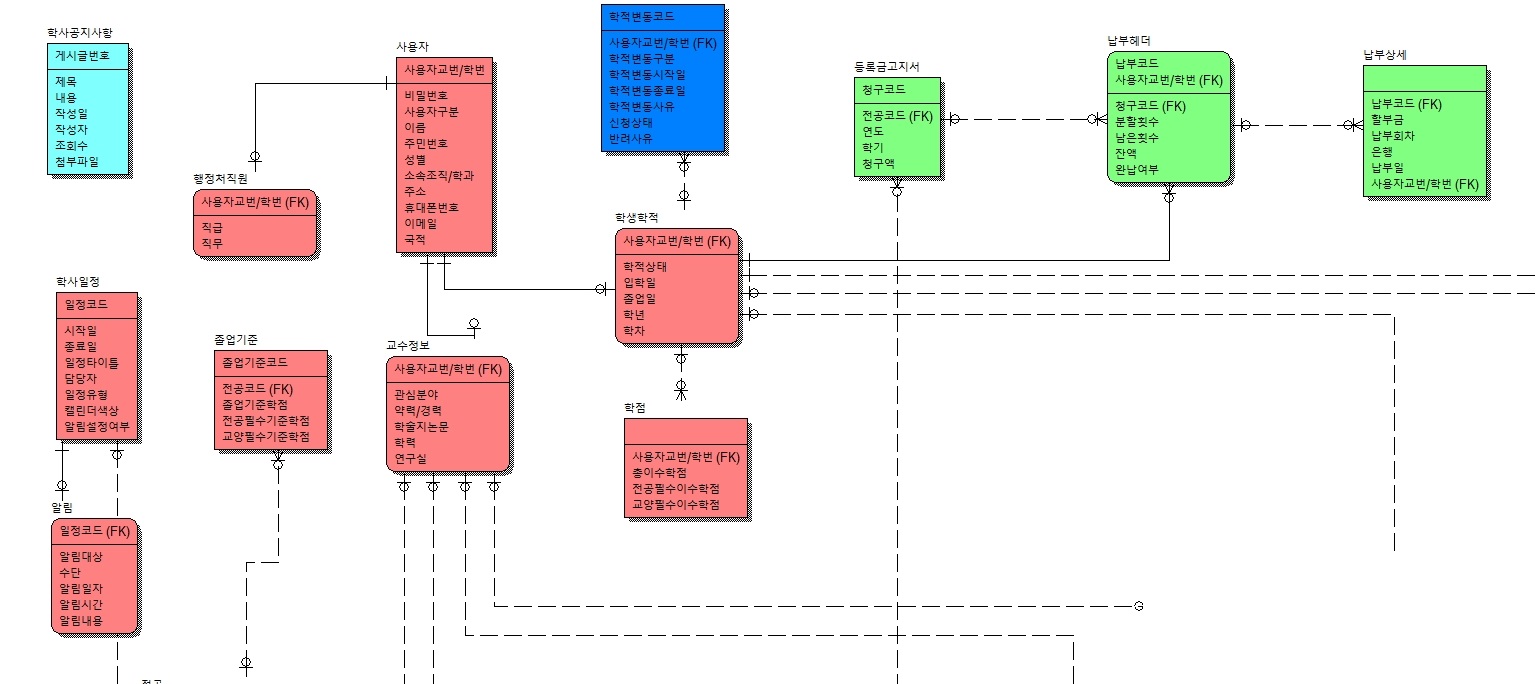 학사공지사항
게시글번호
제목
내용
작성일
작성자
조회수
첨부파일
사용자
사용자교번/학번
비밀번호
사용자구분
이름
주민번호
성별
소속조직/학과
주소
휴대폰번호
이메일
국적
학적변동코드
사용자교번/학번 (FK)
학적변동구분
학적변동시작일
학적변동종료일
학적변동사유
신청상태
반려사유
등록금고지서
청구코드
전공코드 (FK)
연도
학기
청구액
납부헤더
납부코드
사용자교번/학번 (FK)
청구코드 (FK)
분할횟수
남은횟수
잔액
완납여부
납부상세
납부코드 (FK)
할부금
납부회차
은행
납부일
사용자교번/학번 (FK)
행정처직원
사용자교번/학번 (FK)
직급
직무
학생학적
사용자교번/학번 (FK)
학적상태
입학일
졸업일
학년
학차
학사일정
일정코드
시작일
종료일
일정타이틀
담당자
일정유형
캘린더색상
알림설정여부
졸업기준
졸업기준코드
전공코드 (FK)
졸업기준학점
전공필수기준학점
교양필수기준학점
교수정보
사용자교번/학번 (FK)
관심분야
약력/경력
학술지논문
학력
연구실
학점
사용자교번/학번 (FK)
총이수학점
전공필수이수학점
교양필수이수학점
알림
일정코드 (FK)
알림대상
수단
알림일자
알림시간
알림내용